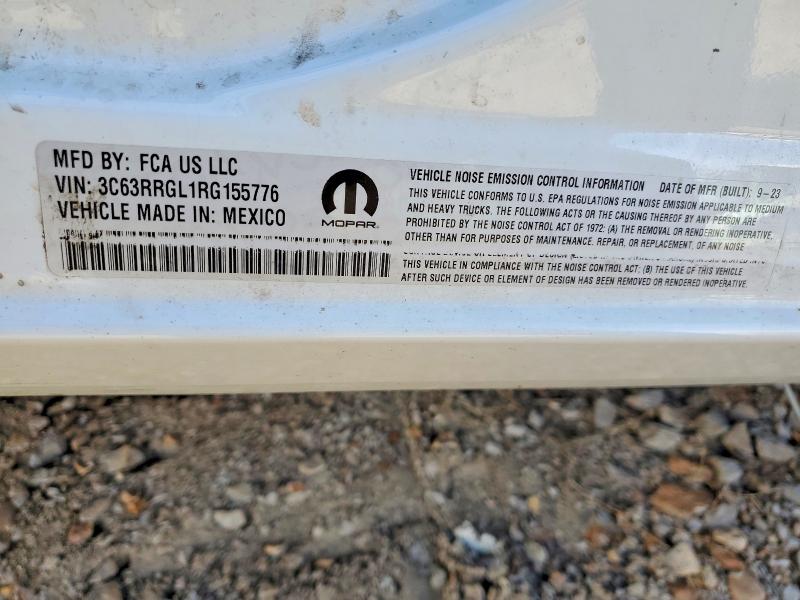 MFD BY: FCA US LLC
VIN: 3C63RRGL1RG155776
VEHICLE MADE IN: MEXICO
MOPAR®
VEHICLE NOISE EMISSION CONTROL INFORMATION DATE OF MFR (BUILT): 9-23
THIS VEHICLE CONFORMS TO U.S. EPA REGULATIONS FOR NOISE EMISSION APPLICABLE TO MEDIUM
AND HEAVY TRUCKS. THE FOLLOWING ACTS OR THE CAUSING THEREOF BY ANY PERSON ARE
PROHIBITED BY THE NOISE CONTROL ACT OF 1972: (A) THE REMOVAL OR RENDERING INOPERATIVE.
OTHER THAN FOR PURPOSES OF MAINTENANCE, REPAIR, OR REPLACEMENT, OF ANY NOISE
THIS VEHICLE IN COMPLIANCE WITH THE NOISE CONTROL ACT: (B) THE USE OF THIS VEHICLE
AFTER SUCH DEVICE OR ELEMENT OF DESIGN HAS BEEN REMOVED OR RENDERED INOPERATIVE.